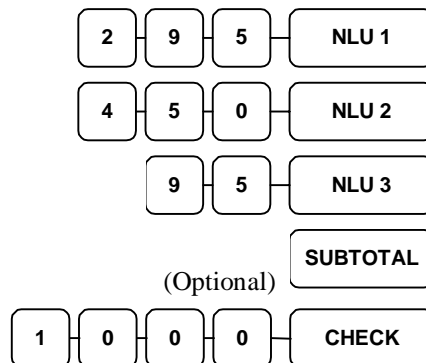 2 9 5 NLU 1
4 5 0 NLU 2
9 5 NLU 3
SUBTOTAL
(Optional)
1 0 0 0 CHECK